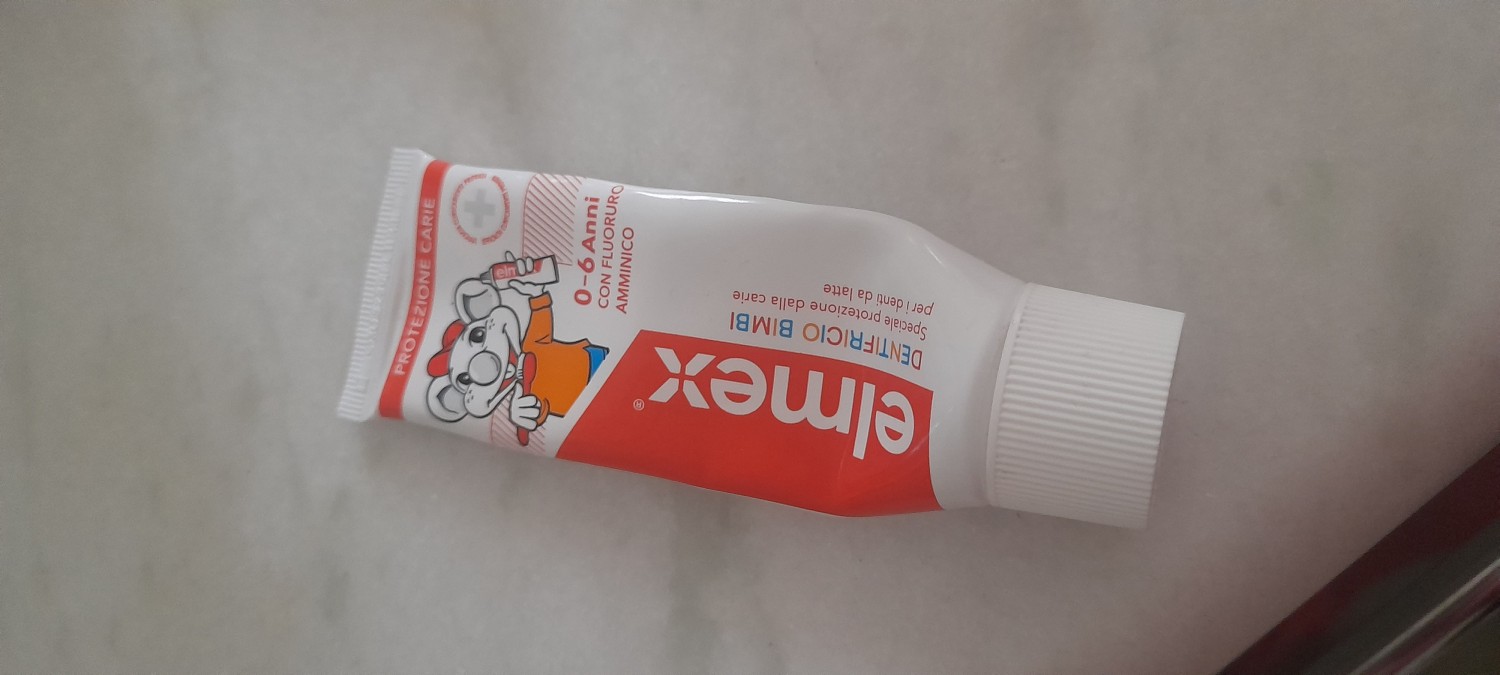 elmex®
DENTIFRICIO BIMBI
Speciale protezione dalla carie
per i denti da latte
0-6 Anni
CON FLUORURO
AMMINICO
elm
PROTEZIONE CARIE